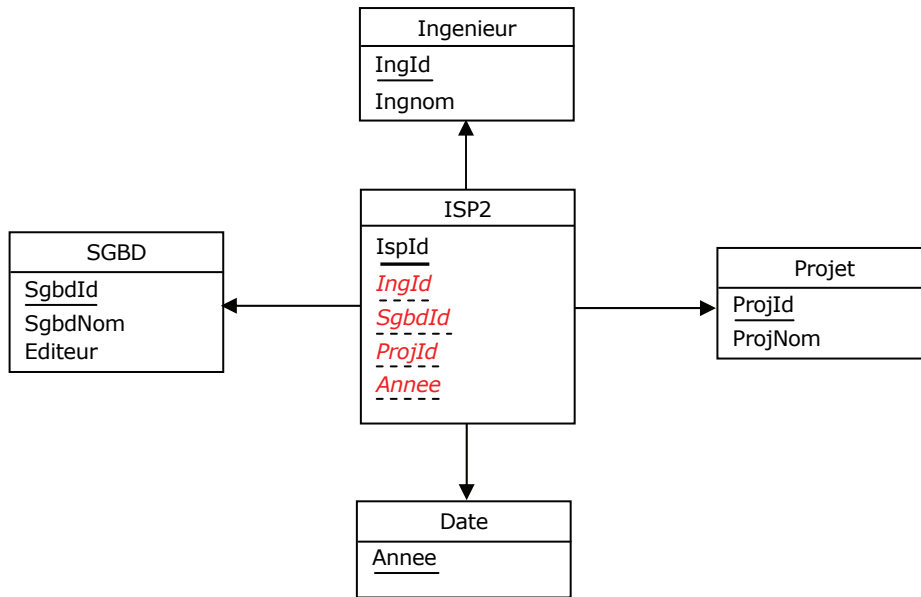 Ingenieur
IngId
Ingnom
ISP2
IspId
IngId
SgbdId
ProjId
Annee
SGBD
SgbdId
SgbdNom
Editeur
Projet
ProjId
ProjNom
Date
Annee